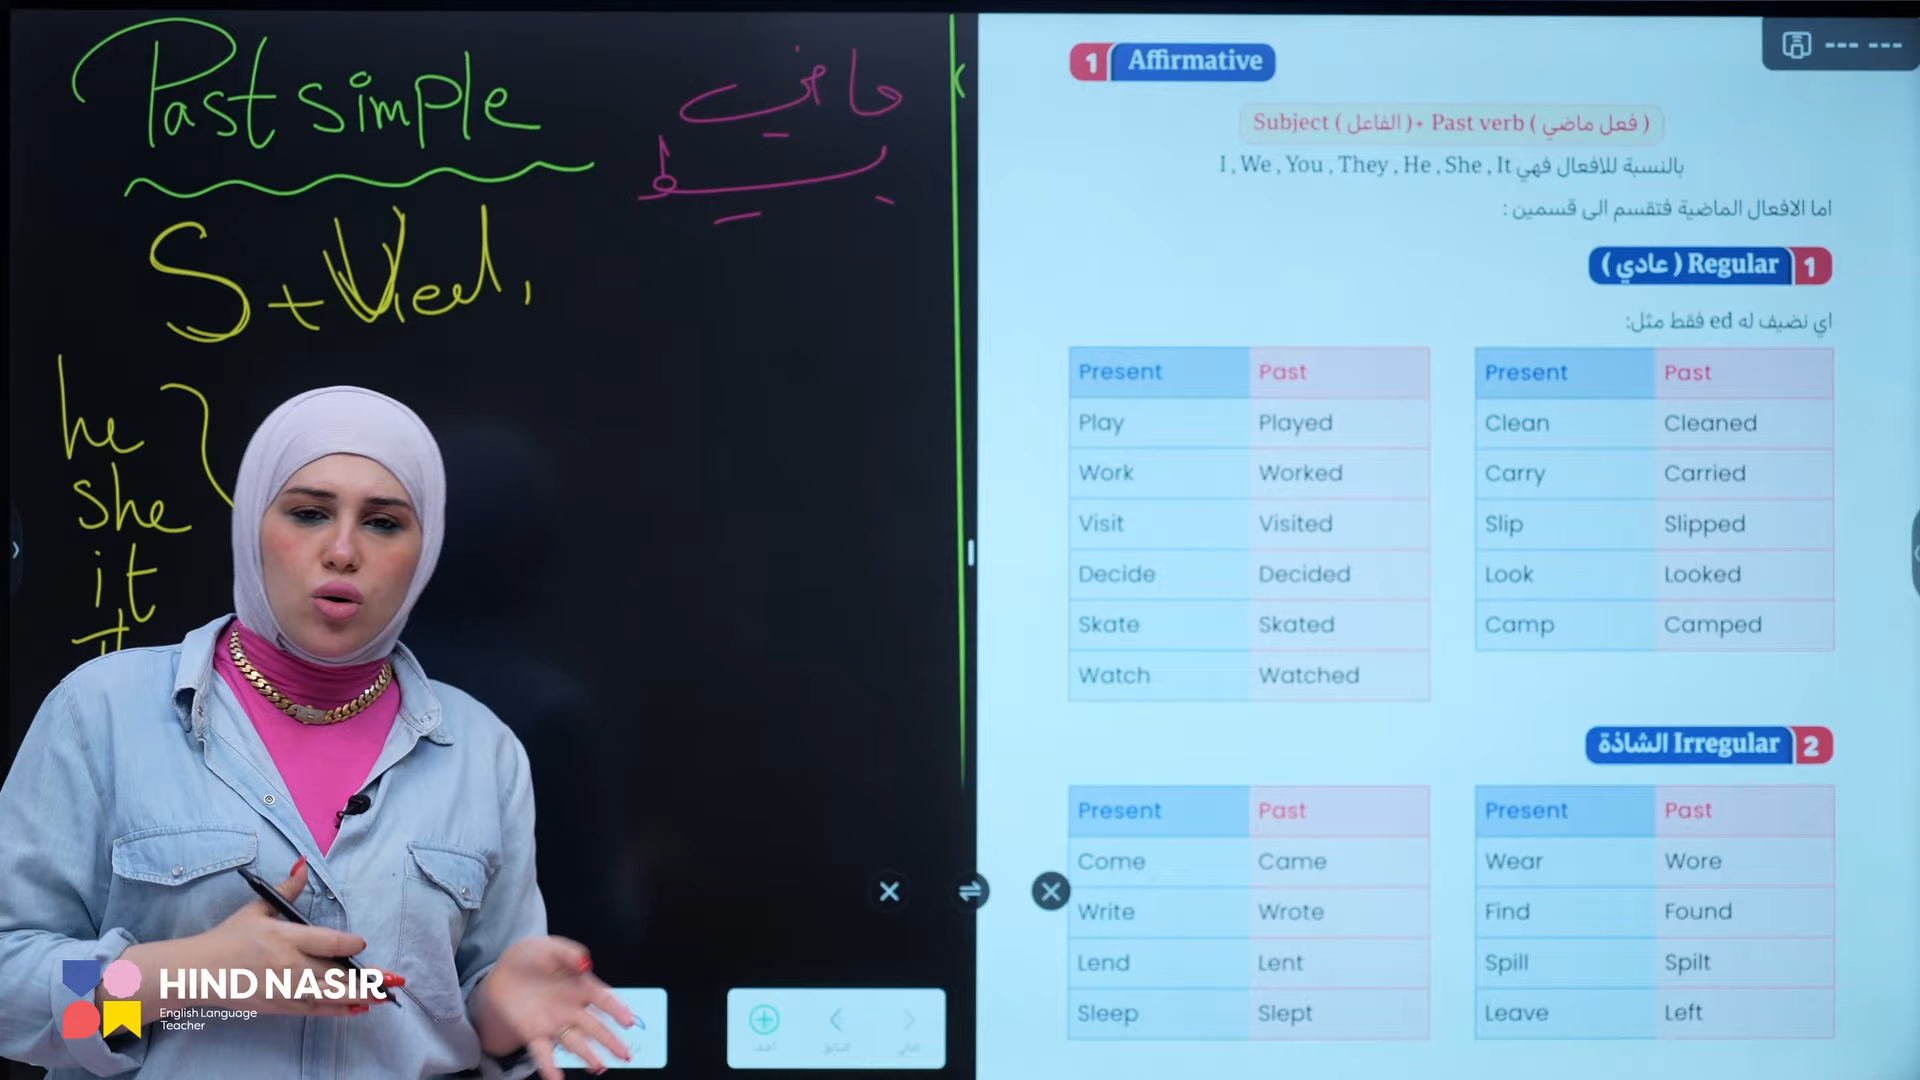 Past simple
ماضي
بسيط
S + V.ed,
he
she
it
1 Affirmative
Subject ( الفاعل )+ Past verb ( فعل ماضي )
بالنسبة للافعال فهي I , We , You , They , He , She , It
اما الافعال الماضية فتقسم الى قسمين :
1 Regular ( عادي )
اي نضيف له ed فقط مثل:
Present Past
Play Played
Work Worked
Visit Visited
Decide Decided
Skate Skated
Watch Watched
Present Past
Clean Cleaned
Carry Carried
Slip Slipped
Look Looked
Camp Camped
2 Irregular الشاذة
Present Past
Come Came
Write Wrote
Lend Lent
Sleep Slept
Present Past
Wear Wore
Find Found
Spill Spilt
Leave Left
HIND NASIR
English Language
Teacher
أضف السابق التالي